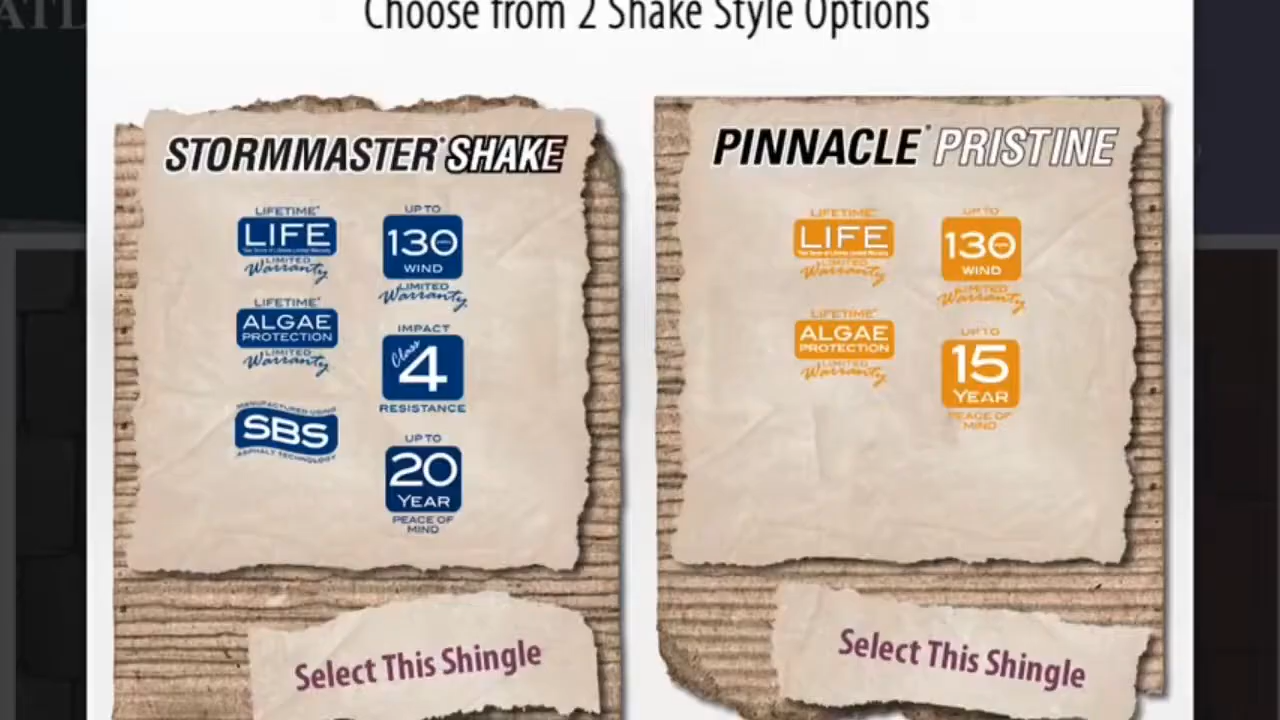 ATL
Choose from 2 Shake Style Options
STORMMASTER® SHAKE
LIFETIME*
LIFE
LIMITED
Warranty
UP TO
130
WIND
LIMITED
Warranty
LIFETIME*
ALGAE
PROTECTION
LIMITED
Warranty
IMPACT
Class
4
RESISTANCE
MANUFACTURED USING
SBS
ASPHALT TECHNOLOGY
UP TO
20
YEAR
PEACE OF
MIND
Select This Shingle
PINNACLE® PRISTINE
LIFETIME*
LIFE
LIMITED
Warranty
UP TO
130
WIND
LIMITED
Warranty
LIFETIME*
ALGAE
PROTECTION
LIMITED
Warranty
UP TO
15
YEAR
PEACE OF
MIND
Select This Shingle